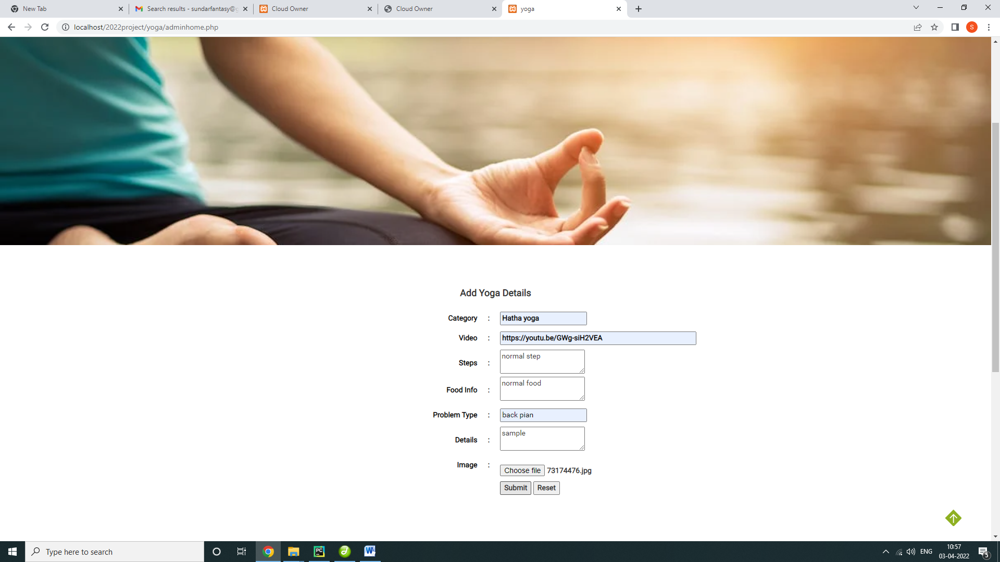 New Tab
Search results - sundarfantasy@g
Cloud Owner
Cloud Owner
yoga
localhost/2022project/yoga/adminhome.php
S
Add Yoga Details
Category : Hatha yoga
Video : https://youtu.be/GWg-siH2VEA
Steps : normal step
Food Info : normal food
Problem Type : back pian
Details : sample
Image : Choose file 73174476.jpg
Submit Reset
Type here to search
PC
W
ENG
10:57
03-04-2022
5